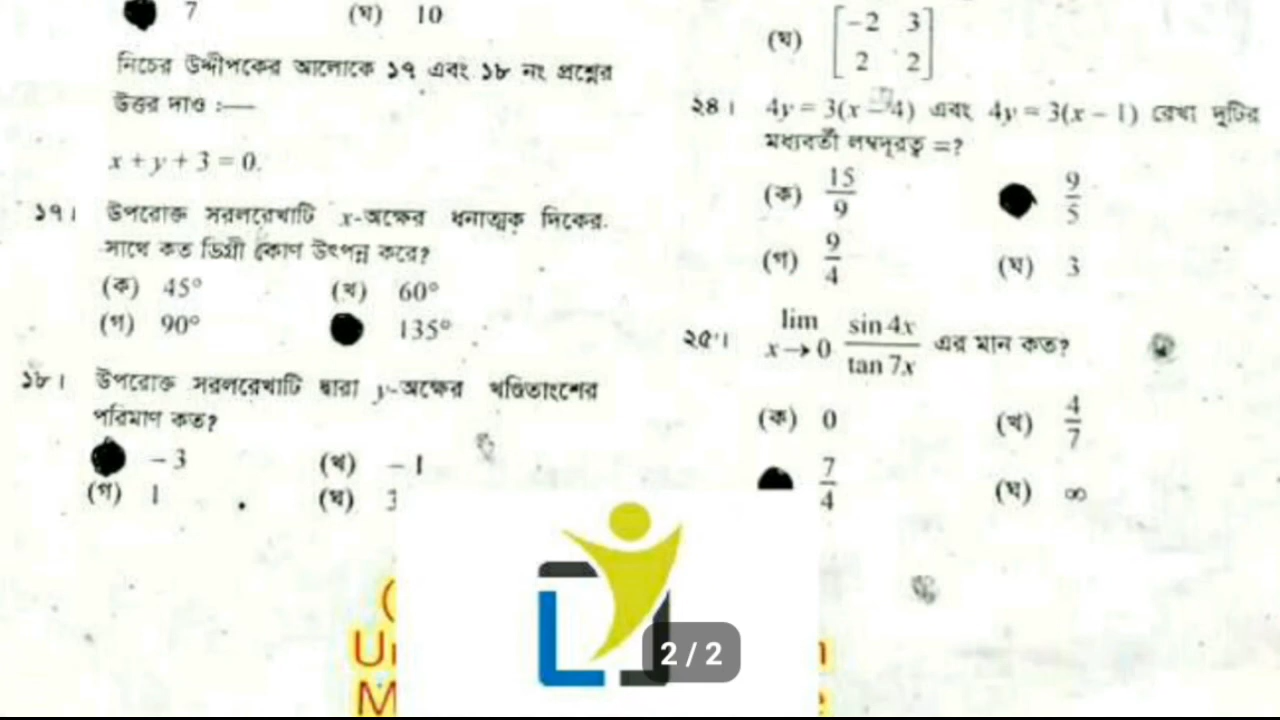 7
(ঘ) 10
নিচের উদ্দীপকের আলোকে ১৭ এবং ১৮ নং প্রশ্নের
উত্তর দাও :—
x + y + 3 = 0.
১৭। উপরোক্ত সরলরেখাটি x-অক্ষের ধনাত্মক দিকের
সাথে কত ডিগ্রী কোণ উৎপন্ন করে?
(ক) 45° (খ) 60°
(গ) 90° 135°
১৮। উপরোক্ত সরলরেখাটি দ্বারা y-অক্ষের খণ্ডিতাংশের
পরিমাণ কত?
– 3 (খ) – 1
(গ) 1 (ঘ) 3
(ঘ) [–2 3
2 2]
২৪। 4y = 3(x – 4) এবং 4y = 3(x – 1) রেখা দুটির
মধ্যবর্তী লম্বদূরত্ব =?
(ক) 15/9 9/5
(গ) 9/4 (ঘ) 3
২৫। lim x→0 sin 4x / tan 7x এর মান কত?
(ক) 0 (খ) 4/7
7/4 (ঘ) ∞
2 / 2